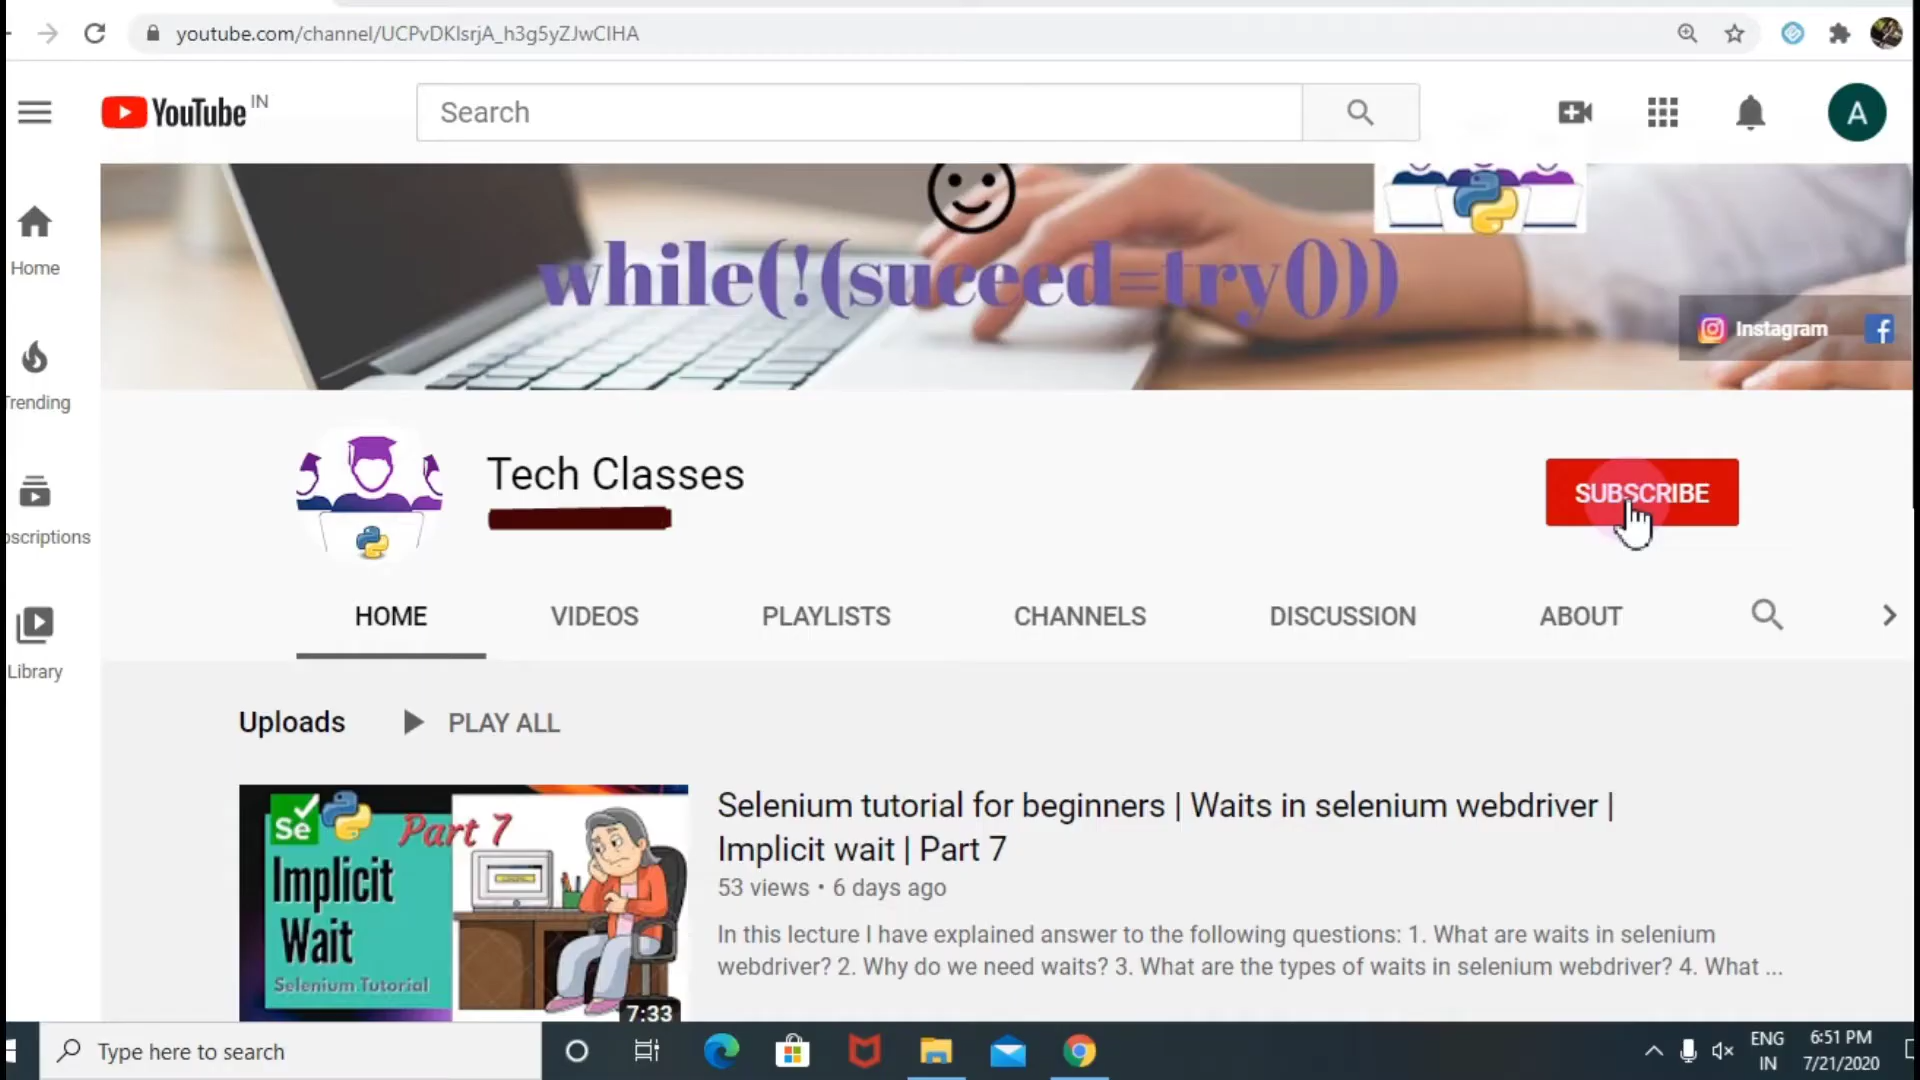 youtube.com/channel/UCPvDKlsrjA_h3g5yZJwCIHA
YouTube IN
Search
A
while(!(suceed=try()))
Instagram
Home
Trending
bscriptions
Library
Tech Classes
SUBSCRIBE
HOME VIDEOS PLAYLISTS CHANNELS DISCUSSION ABOUT
Uploads PLAY ALL
Se Part 7
Implicit
Wait
Selenium Tutorial
7:33
Selenium tutorial for beginners | Waits in selenium webdriver |
Implicit wait | Part 7
53 views • 6 days ago
In this lecture I have explained answer to the following questions: 1. What are waits in selenium
webdriver? 2. Why do we need waits? 3. What are the types of waits in selenium webdriver? 4. What ...
Type here to search
ENG
IN
6:51 PM
7/21/2020